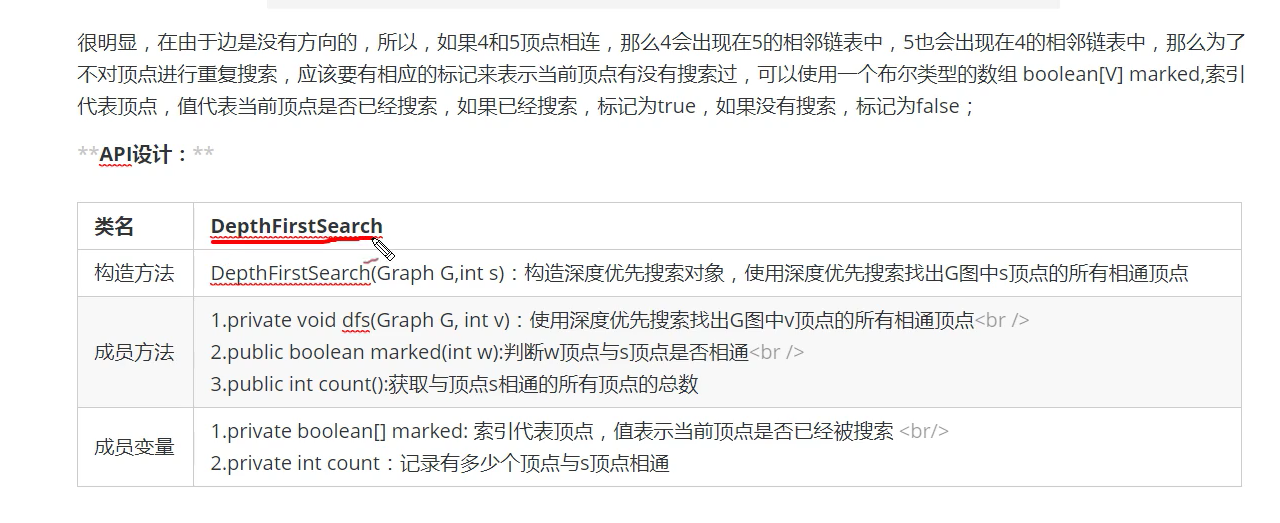 很明显，在由于边是没有方向的，所以，如果4和5顶点相连，那么4会出现在5的相邻链表中，5也会出现在4的相邻链表中，那么为了
不对顶点进行重复搜索，应该要有相应的标记来表示当前顶点有没有搜索过，可以使用一个布尔类型的数组 boolean[V] marked,索引
代表顶点，值代表当前顶点是否已经搜索，如果已经搜索，标记为true，如果没有搜索，标记为false；
**API设计：**
类名 DepthFirstSearch
构造方法 DepthFirstSearch(Graph G,int s)：构造深度优先搜索对象，使用深度优先搜索找出G图中s顶点的所有相通顶点
1.private void dfs(Graph G, int v)：使用深度优先搜索找出G图中v顶点的所有相通顶点<br />
成员方法 2.public boolean marked(int w):判断w顶点与s顶点是否相通<br />
3.public int count():获取与顶点s相通的所有顶点的总数
成员变量 1.private boolean[] marked: 索引代表顶点，值表示当前顶点是否已经被搜索 <br/>
2.private int count：记录有多少个顶点与s顶点相通